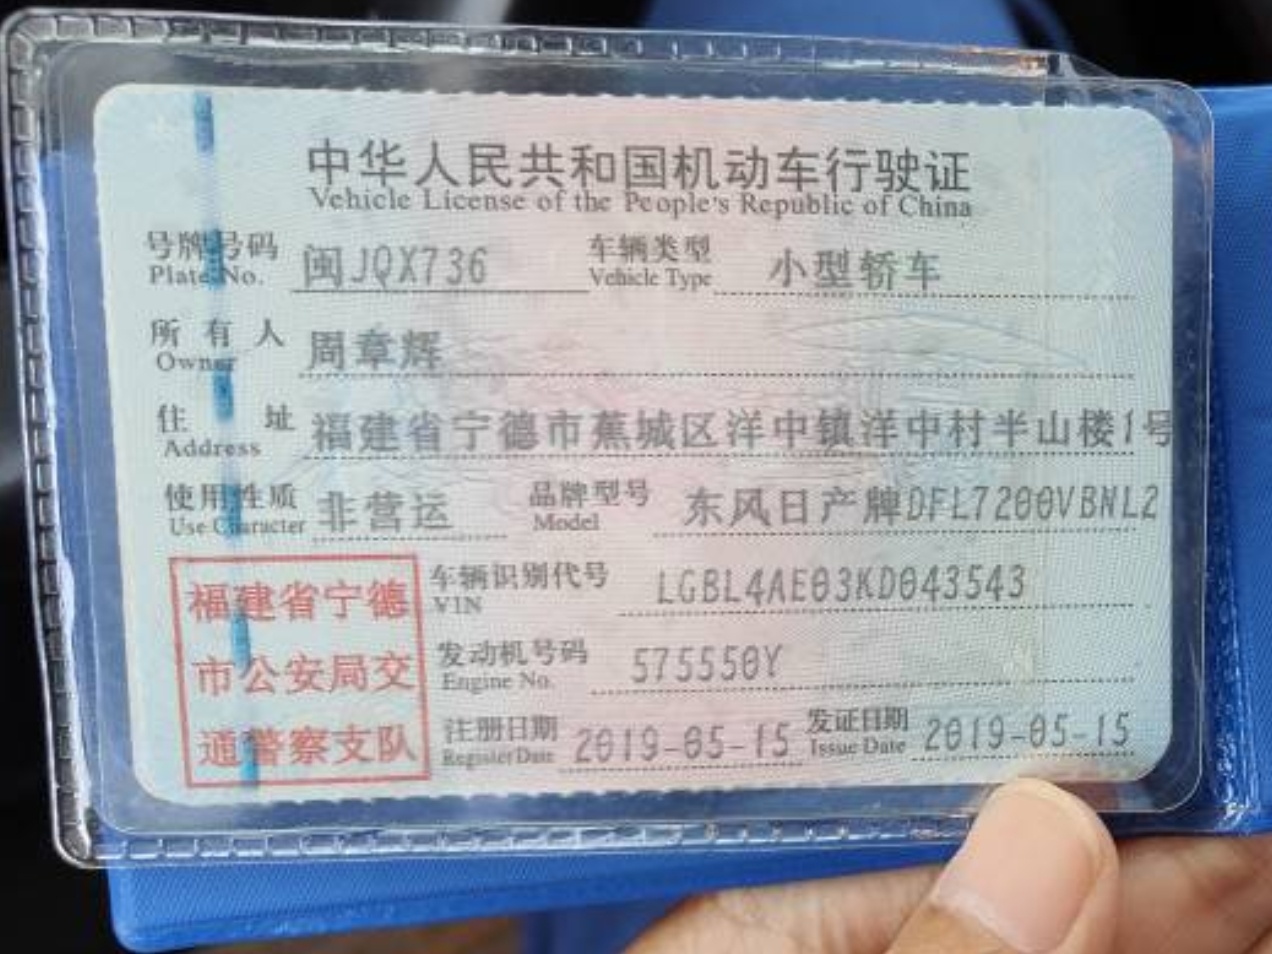 中华人民共和国机动车行驶证
Vehicle License of the People's Republic of China
号牌号码 闽JQX736 车辆类型 小型轿车
Plate No. Vehicle Type
所有人 周章辉
Owner
住址 福建省宁德市蕉城区洋中镇洋中村半山楼1号
Address
使用性质 非营运 品牌型号 东风日产牌DFL7200VBNL2
Use Character Model
福建省宁德
市公安局交
通警察支队
车辆识别代号 LGBL4AE03KD043543
VIN
发动机号码 575550Y
Engine No.
注册日期 2019-05-15 发证日期 2019-05-15
Register Date Issue Date